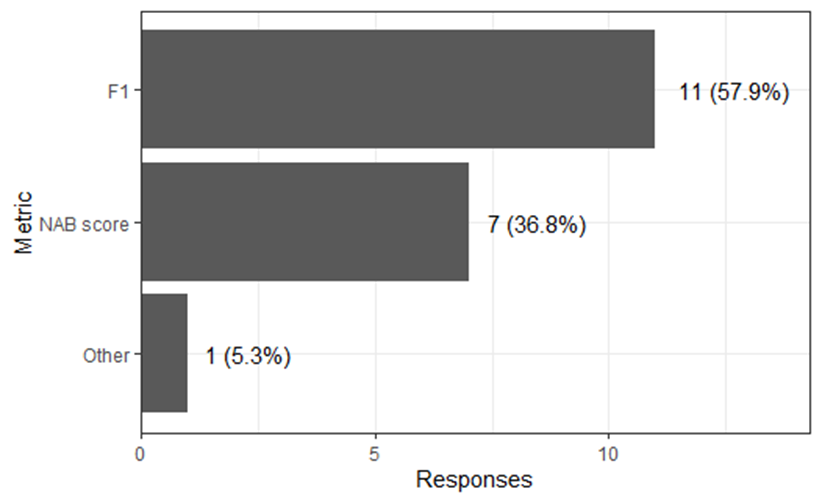 F1
11 (57.9%)
Metric
NAB score
7 (36.8%)
Other
1 (5.3%)
0
5
10
Responses